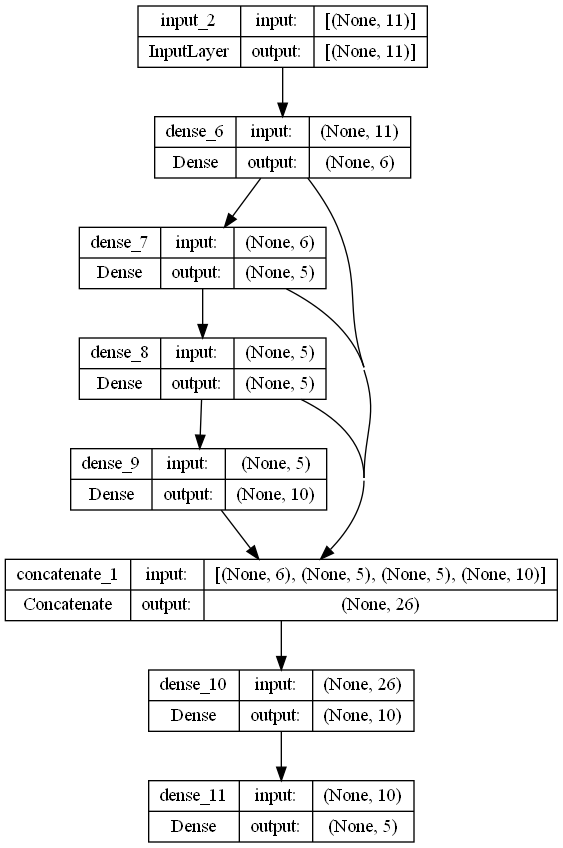 input_2 input: [(None, 11)]
InputLayer output: [(None, 11)]
dense_6 input: (None, 11)
Dense output: (None, 6)
dense_7 input: (None, 6)
Dense output: (None, 5)
dense_8 input: (None, 5)
Dense output: (None, 5)
dense_9 input: (None, 5)
Dense output: (None, 10)
concatenate_1 input: [(None, 6), (None, 5), (None, 5), (None, 10)]
Concatenate output: (None, 26)
dense_10 input: (None, 26)
Dense output: (None, 10)
dense_11 input: (None, 10)
Dense output: (None, 5)